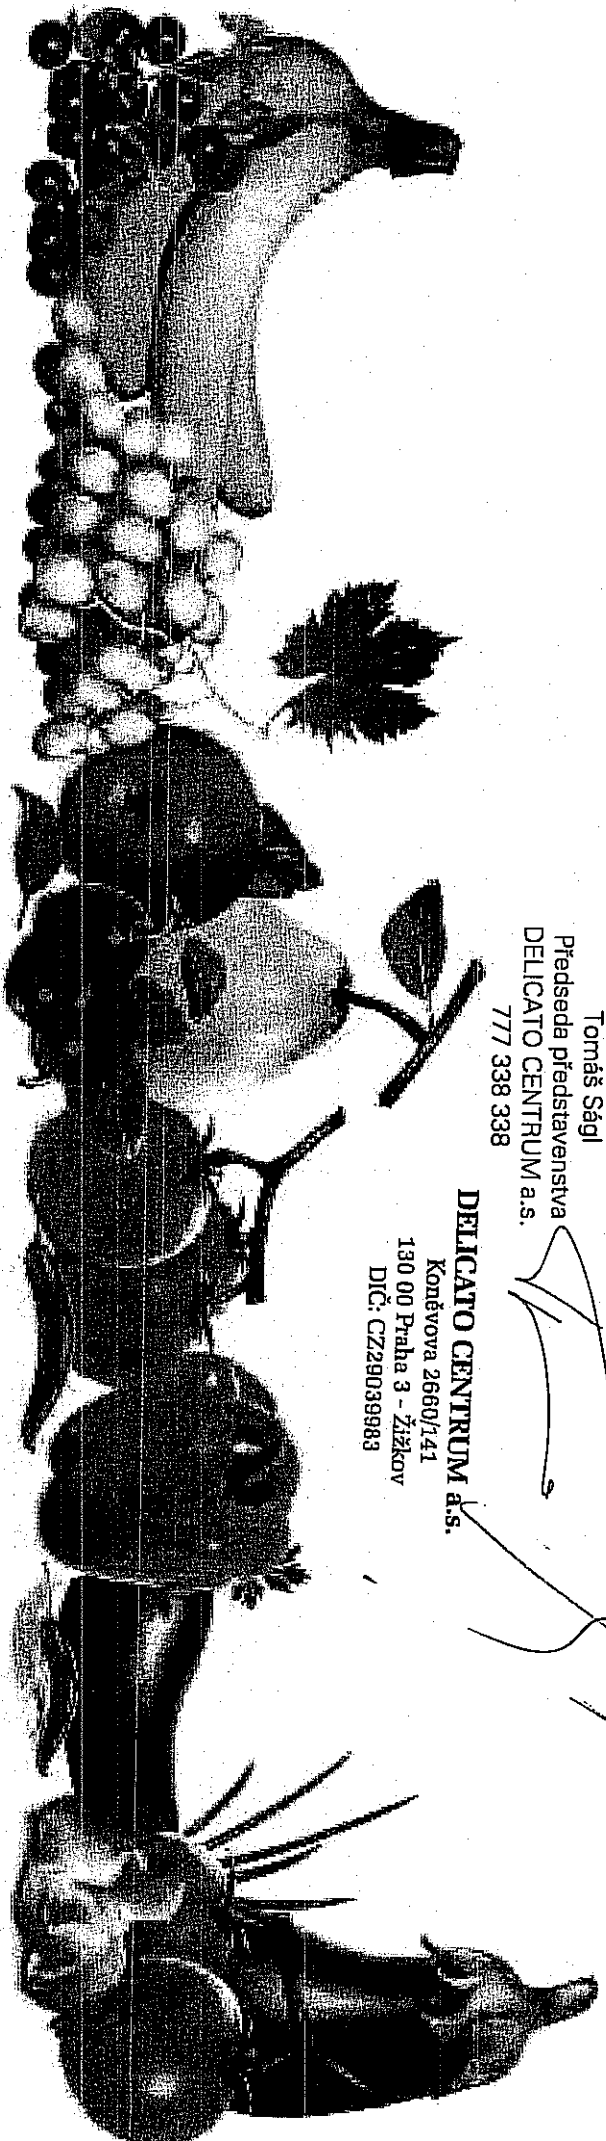 Tomáš Ságl
Předseda představenstva
DELICATO CENTRUM a.s.
777 338 338
DELICATO CENTRUM a.s.
Koněvova 2660/141
130 00 Praha 3 - Žižkov
DIČ: CZ29039983